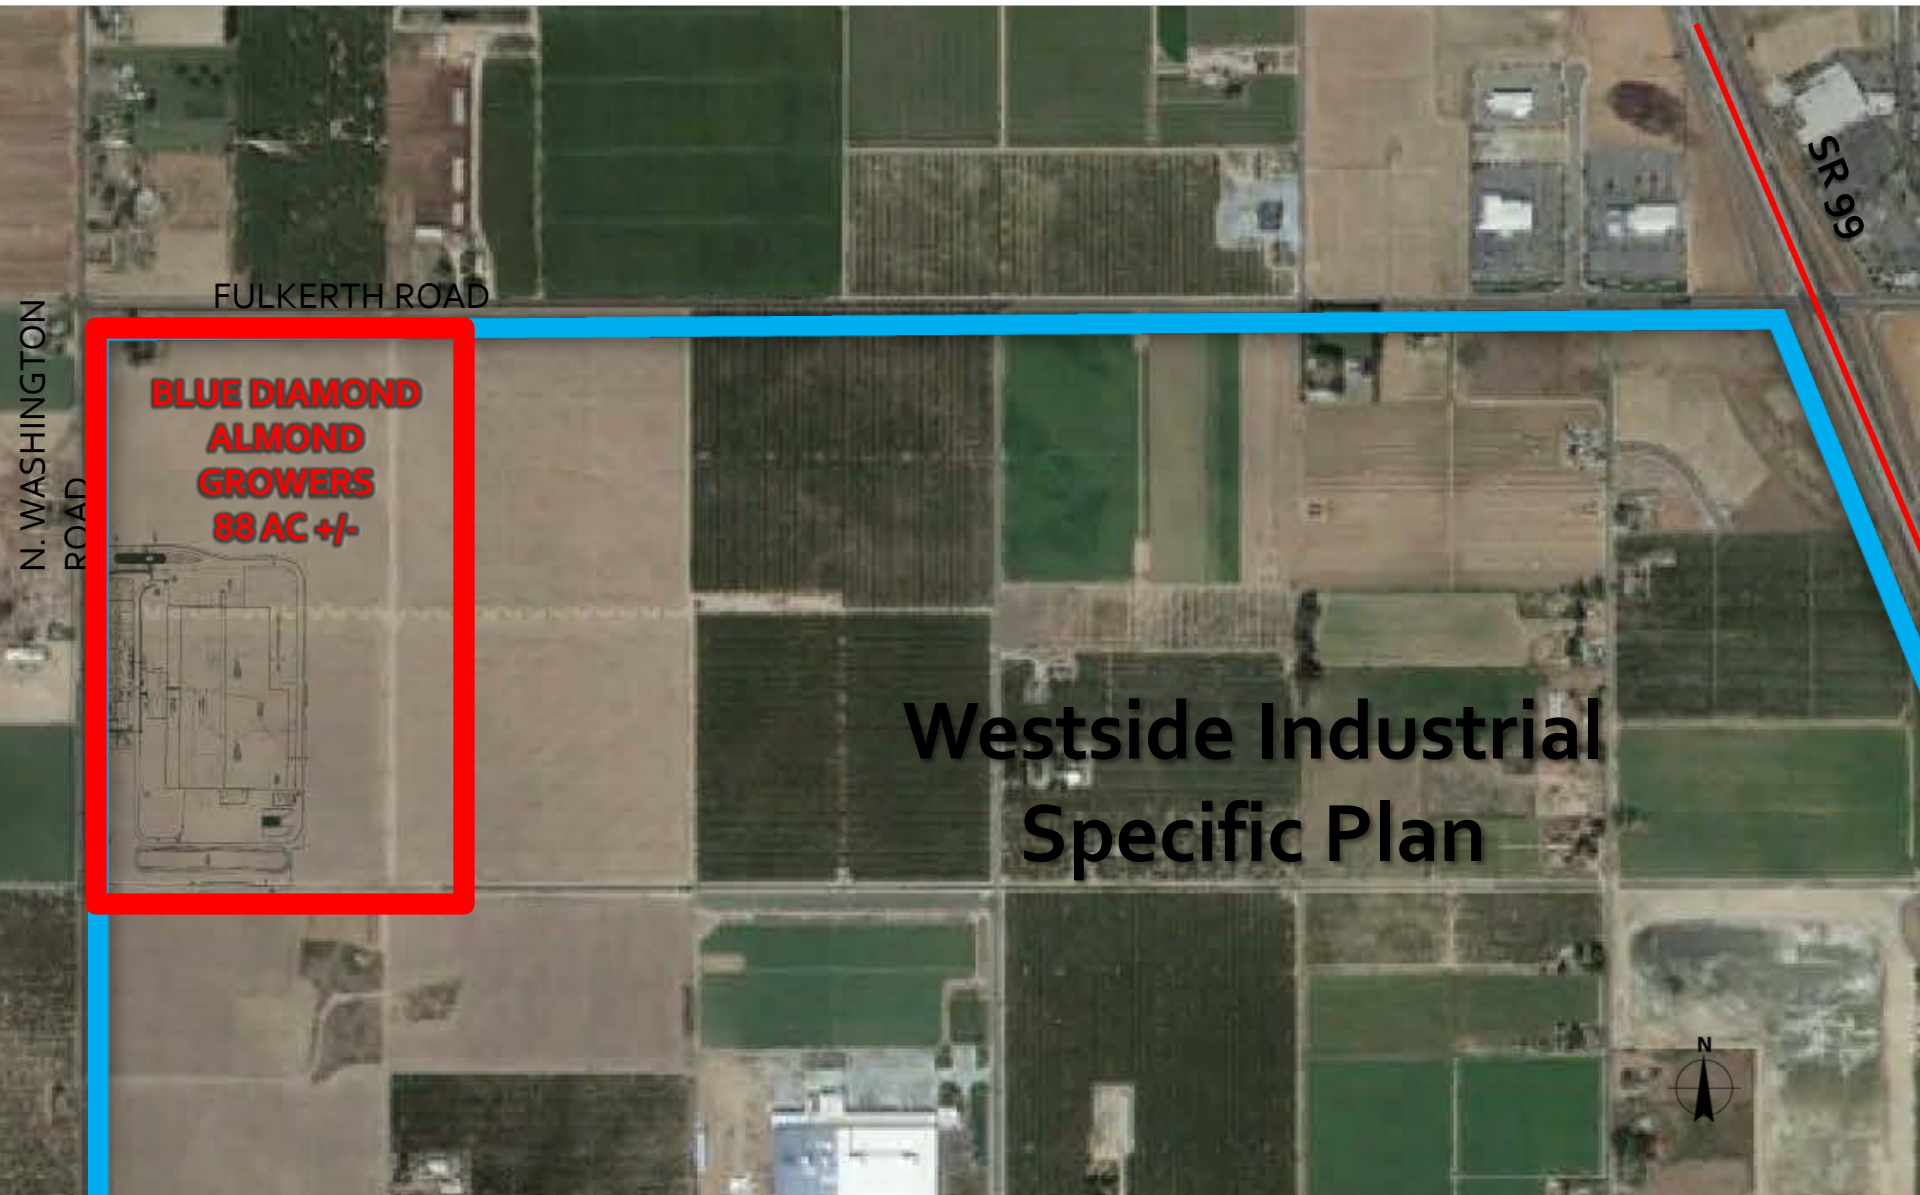 SR 99
FULKERTH ROAD
N. WASHINGTON
ROAD
BLUE DIAMOND
ALMOND
GROWERS
88 AC +/-
Westside Industrial
Specific Plan
N